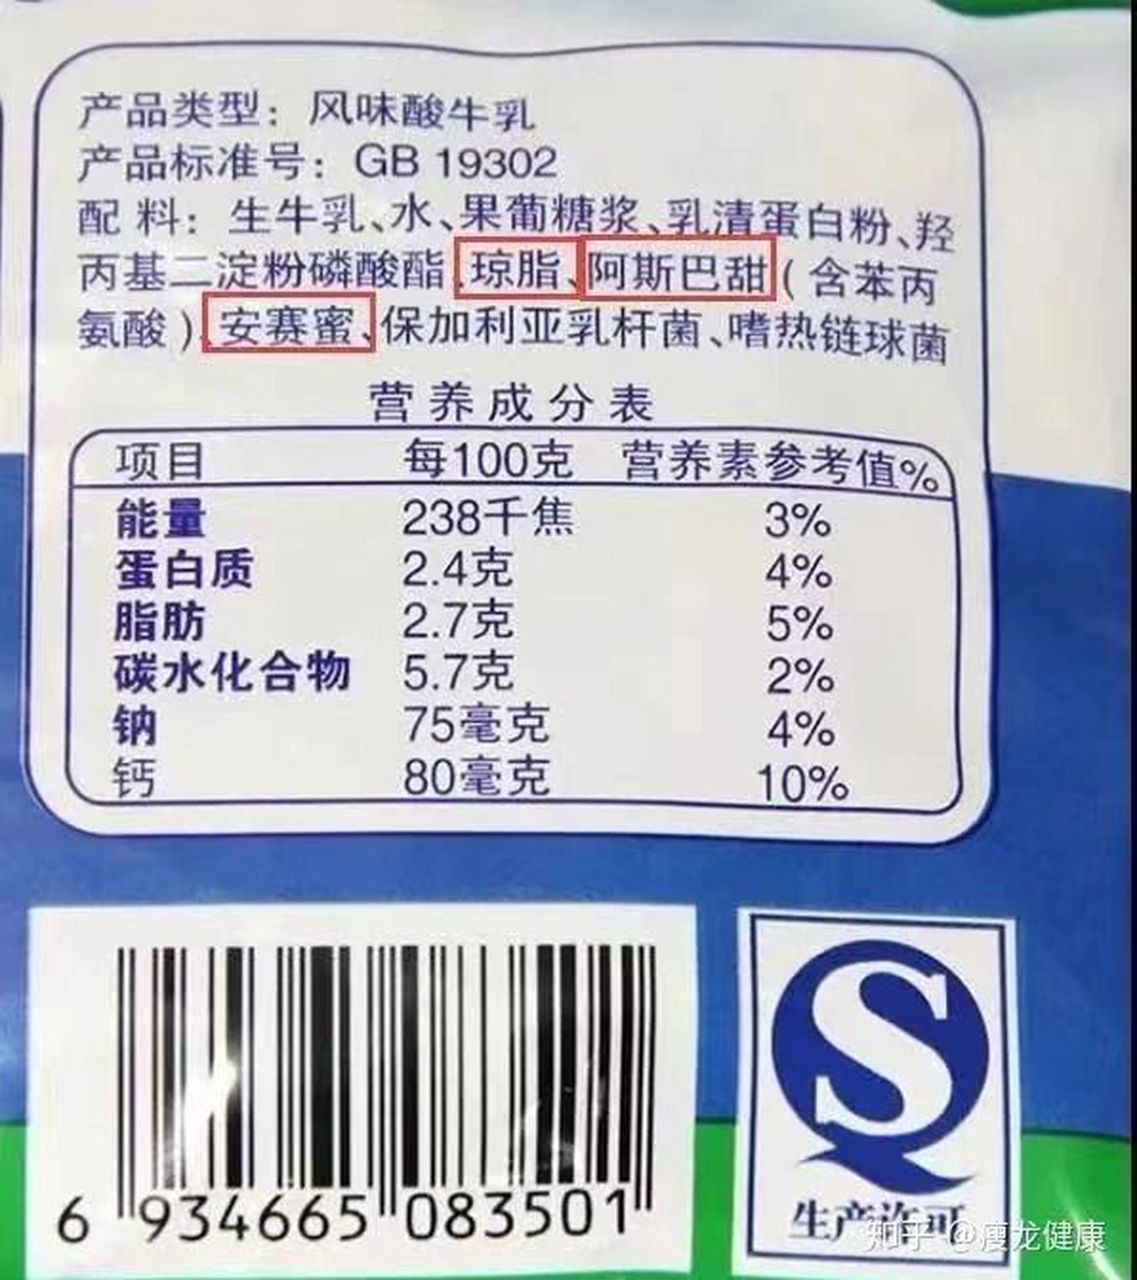 产品类型：风味酸牛乳
产品标准号：GB 19302
配 料：生牛乳、水、果葡糖浆、乳清蛋白粉、羟
丙基二淀粉磷酸酯、琼脂、阿斯巴甜(含苯丙
氨酸)、安赛蜜、保加利亚乳杆菌、嗜热链球菌
营养成分表
项目 每100克 营养素参考值%
能量 238千焦 3%
蛋白质 2.4克 4%
脂肪 2.7克 5%
碳水化合物 5.7克 2%
钠 75毫克 4%
钙 80毫克 10%
6 934665 083501
生产许可
知乎 @瘦龙健康